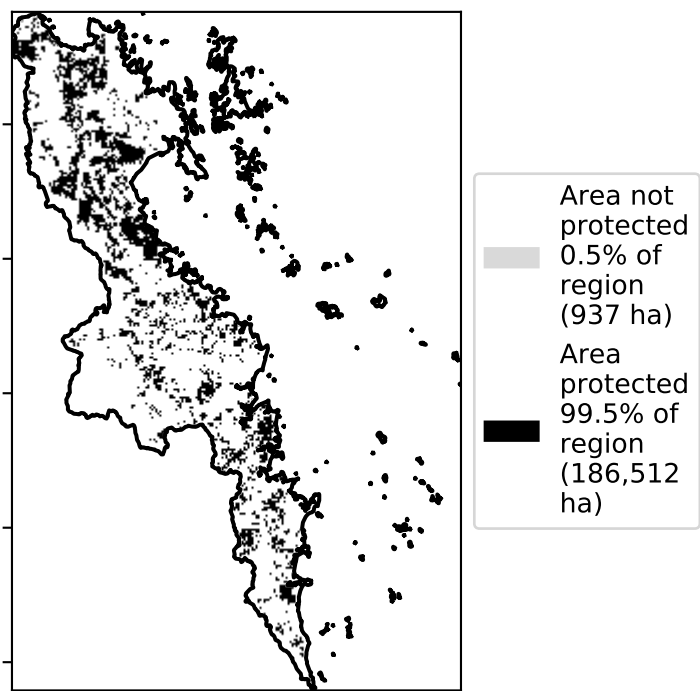 Area not
protected
0.5% of
region
(937 ha)
Area
protected
99.5% of
region
(186,512
ha)